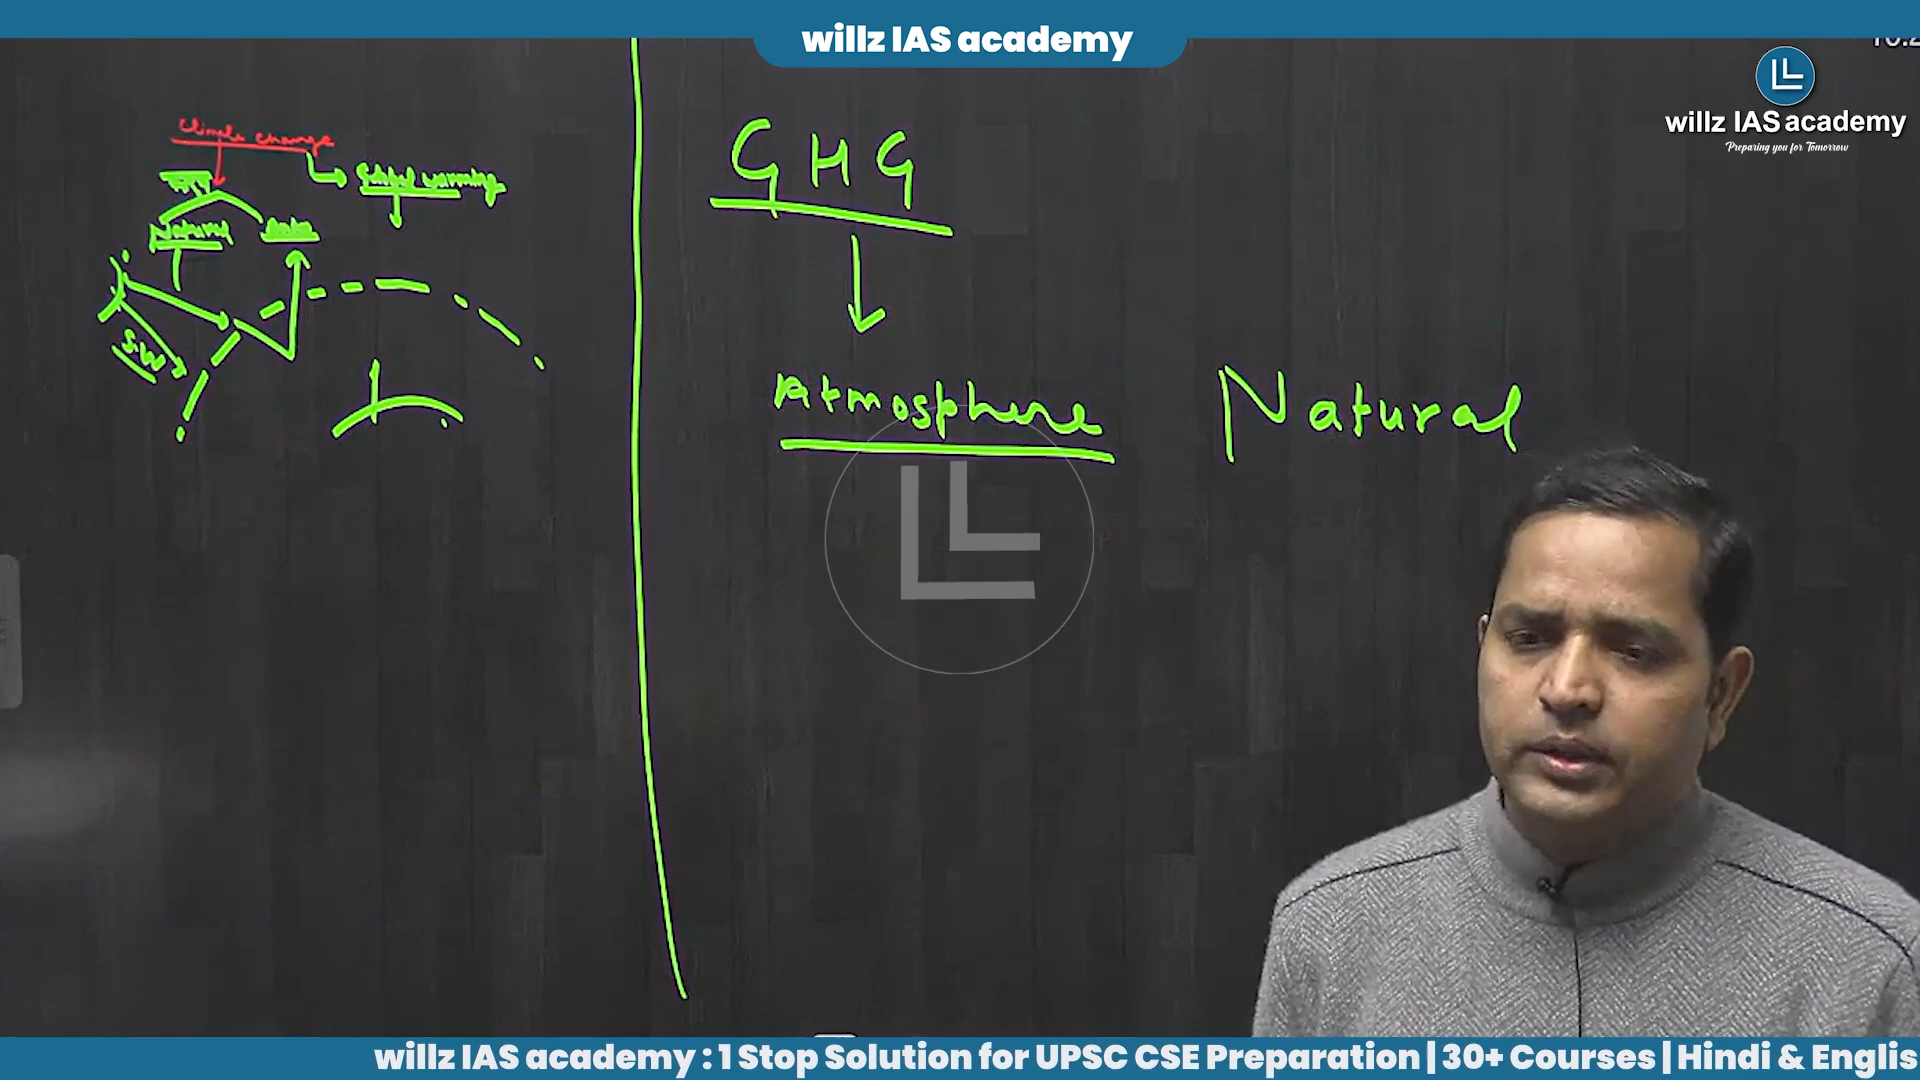 willz IAS academy
willz IAS academy
Preparing you for Tomorrow
Climate change
Global warming
Natural
GHG
Atmosphere
Natural
willz IAS academy : 1 Stop Solution for UPSC CSE Preparation | 30+ Courses | Hindi & Englis